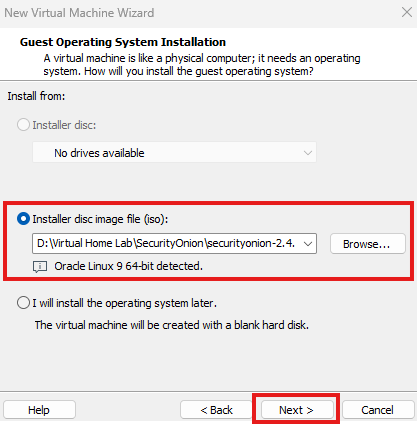 New Virtual Machine Wizard
Guest Operating System Installation
A virtual machine is like a physical computer; it needs an operating
system. How will you install the guest operating system?
Install from:
Installer disc:
No drives available
Installer disc image file (iso):
D:\Virtual Home Lab\SecurityOnion\securityonion-2.4.
Browse...
Oracle Linux 9 64-bit detected.
I will install the operating system later.
The virtual machine will be created with a blank hard disk.
Help
< Back
Next >
Cancel